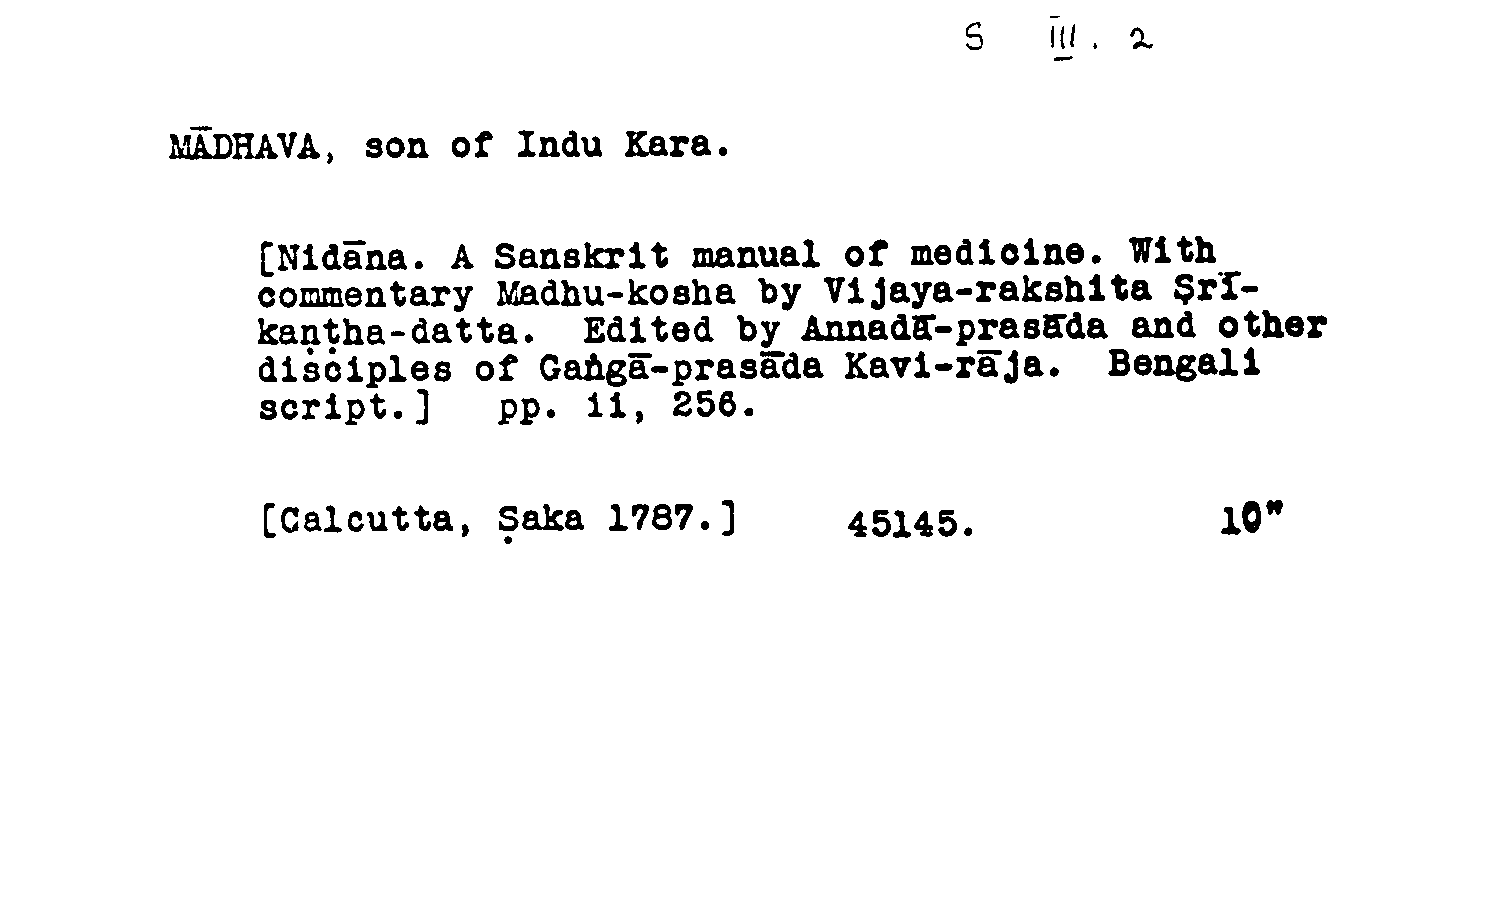 S III. 2
MĀDHAVA, son of Indu Kara.
[Nidāna. A Sanskrit manual of medicine. With
commentary Madhu-kosha by Vijaya-rakshita Ṣrī-
kaṇṭha-datta. Edited by Annadā-prasāda and other
disciples of Gaṅgā-prasāda Kavi-rāja. Bengali
script.] pp. ii, 256.
[Calcutta, Ṣaka 1787.] 45145. 10"